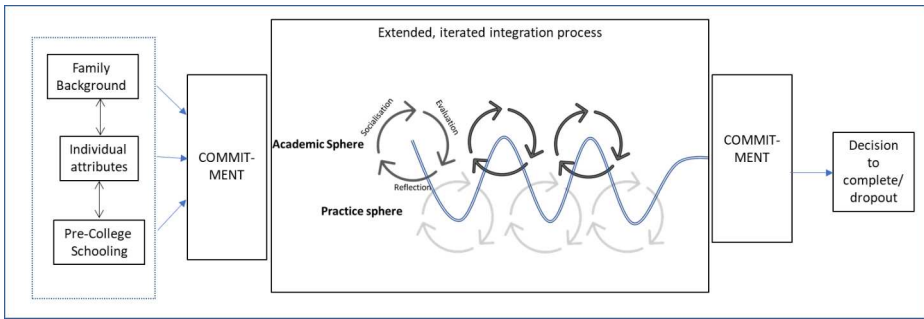 Extended, iterated integration process
Family
Background
Individual
attributes
Pre-College
Schooling
COMMIT-
MENT
Socialisation
Evaluation
Reflection
Academic Sphere
Practice sphere
COMMIT-
MENT
Decision
to
complete/
dropout